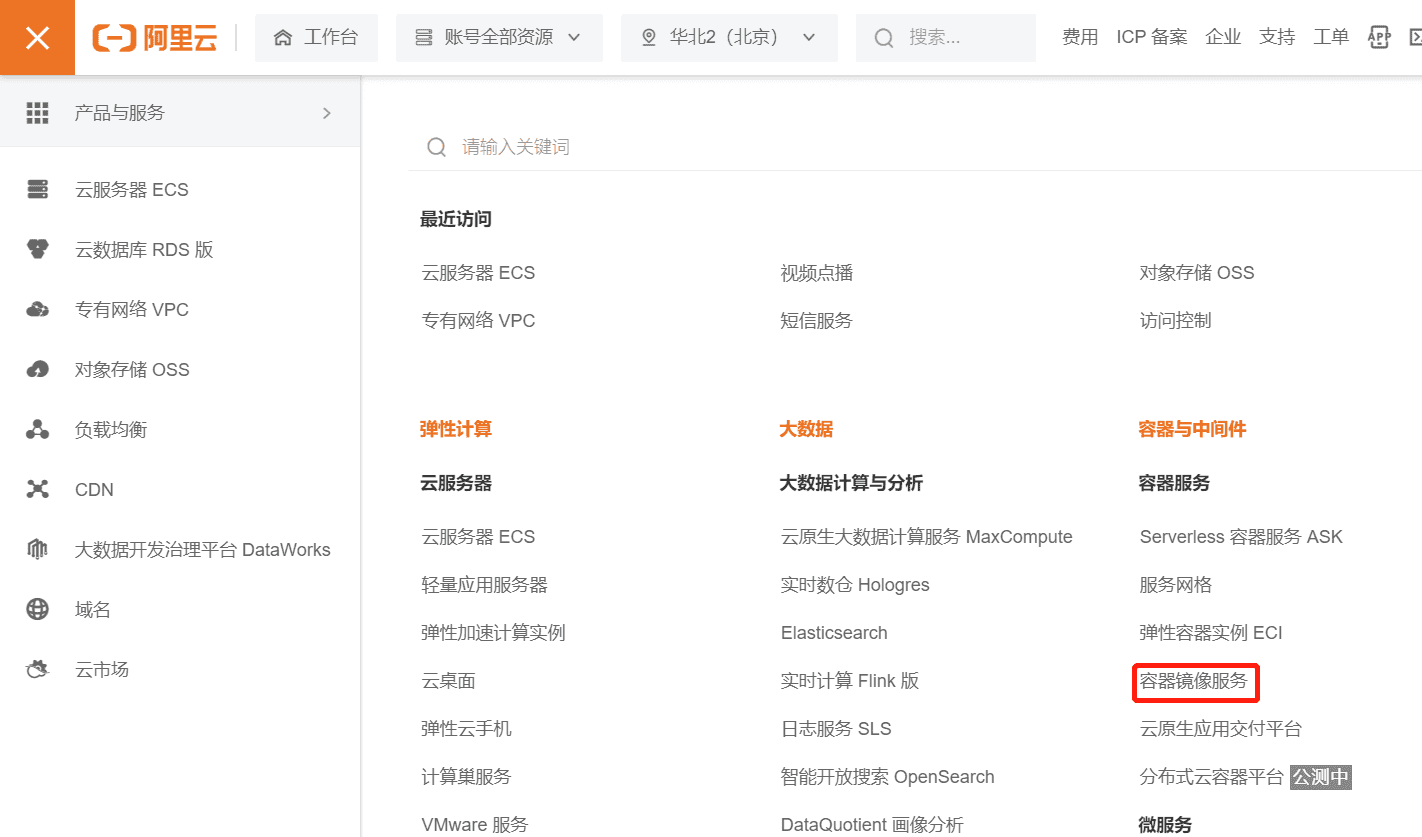 阿里云
工作台
账号全部资源
华北2（北京）
搜索...
费用
ICP 备案
企业
支持
工单
APP
产品与服务
云服务器 ECS
云数据库 RDS 版
专有网络 VPC
对象存储 OSS
负载均衡
CDN
大数据开发治理平台 DataWorks
域名
云市场
请输入关键词
最近访问
云服务器 ECS
视频点播
对象存储 OSS
专有网络 VPC
短信服务
访问控制
弹性计算
云服务器
云服务器 ECS
轻量应用服务器
弹性加速计算实例
云桌面
弹性云手机
计算巢服务
VMware 服务
大数据
大数据计算与分析
云原生大数据计算服务 MaxCompute
实时数仓 Hologres
Elasticsearch
实时计算 Flink 版
日志服务 SLS
智能开放搜索 OpenSearch
DataQuotient 画像分析
容器与中间件
容器服务
Serverless 容器服务 ASK
服务网格
弹性容器实例 ECI
容器镜像服务
云原生应用交付平台
分布式云容器平台 公测中
微服务